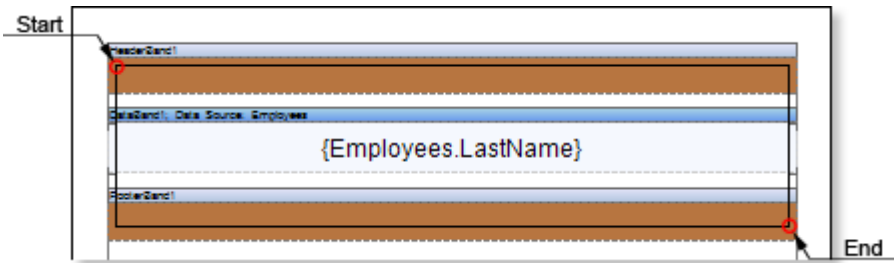 Start
HeaderBand1
DataBand1; Data Source: Employees
{Employees.LastName}
FooterBand1
End